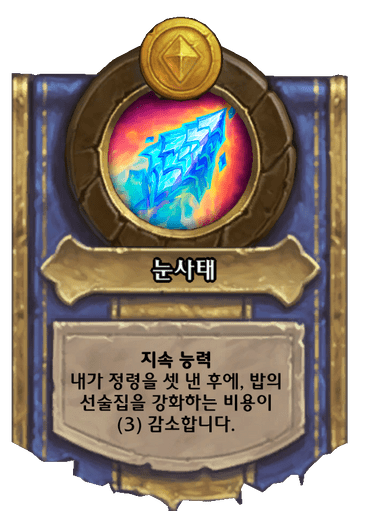 눈사태
지속 능력
내가 정령을 셋 낸 후에, 밥의
선술집을 강화하는 비용이
(3) 감소합니다.